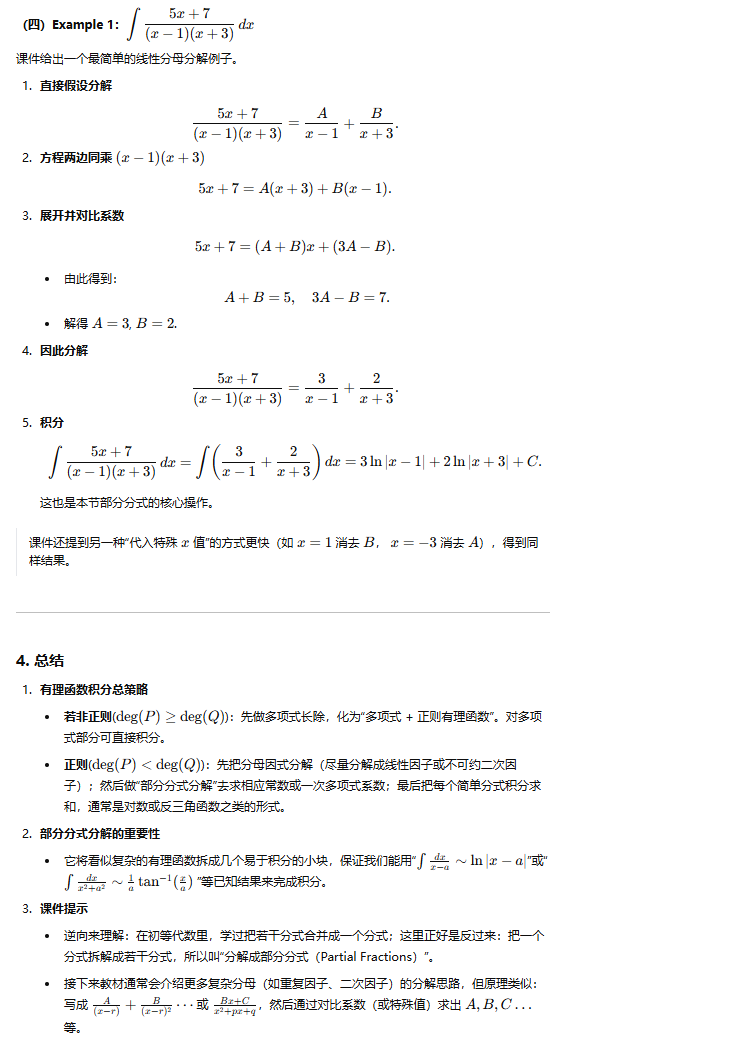 (四) Example 1: ∫ (5x + 7)/((x − 1)(x + 3)) dx
课件给出一个最简单的线性分母分解例子。
1. 直接假设分解
(5x + 7)/((x − 1)(x + 3)) = A/(x − 1) + B/(x + 3).
2. 方程两边同乘 (x − 1)(x + 3)
5x + 7 = A(x + 3) + B(x − 1).
3. 展开并对比系数
5x + 7 = (A + B)x + (3A − B).
• 由此得到:
A + B = 5, 3A − B = 7.
• 解得 A = 3, B = 2.
4. 因此分解
(5x + 7)/((x − 1)(x + 3)) = 3/(x − 1) + 2/(x + 3).
5. 积分
∫ (5x + 7)/((x − 1)(x + 3)) dx = ∫ (3/(x − 1) + 2/(x + 3)) dx = 3 ln |x − 1| + 2 ln |x + 3| + C.
这也是本节部分分式的核心操作。
课件还提到另一种“代入特殊 x 值”的方式更快（如 x = 1 消去 B， x = −3 消去 A），得到同
样结果。
4. 总结
1. 有理函数积分总策略
• 若非正则(deg(P) ≥ deg(Q))：先做多项式长除，化为“多项式 + 正则有理函数”。对多项
式部分可直接积分。
• 正则(deg(P) < deg(Q))：先把分母因式分解（尽量分解成线性因子或不可约二次因
子）；然后做“部分分式分解”去求相应常数或一次多项式系数；最后把每个简单分式积分求
和，通常是对数或反三角函数之类的形式。
2. 部分分式分解的重要性
• 它将看似复杂的有理函数拆成几个易于积分的小块，保证我们能用“∫ dx/(x−a) ∼ ln |x − a|”或“
∫ dx/(x²+a²) ∼ 1/a tan⁻¹(x/a) ”等已知结果来完成积分。
3. 课件提示
• 逆向来理解：在初等代数里，学过把若干分式合并成一个分式；这里正好是反过来：把一个
分式拆解成若干分式，所以叫“分解成部分分式（Partial Fractions）”。
• 接下来教材通常会介绍更多复杂分母（如重复因子、二次因子）的分解思路，但原理类似：
写成 A/(x−r) + B/(x−r)² ⋯ 或 (Bx+C)/(x²+px+q)，然后通过对比系数（或特殊值）求出 A, B, C …
等。